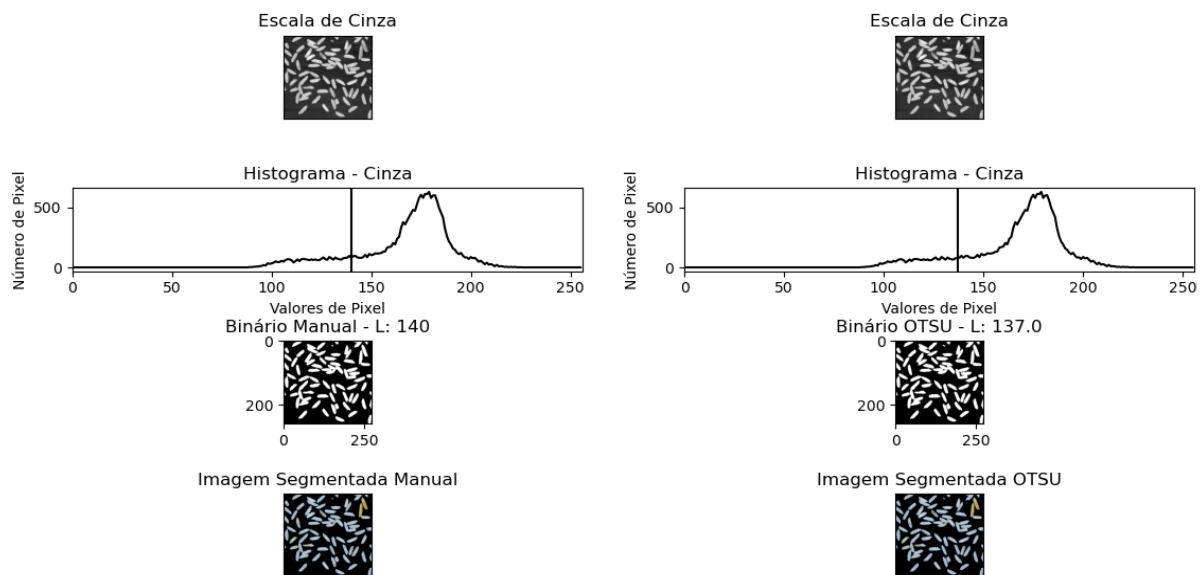 Escala de Cinza
Histograma - Cinza
Número de Pixel
500
0
0 50 100 150 200 250
Valores de Pixel
Binário Manual - L: 140
0
200
0 250
Imagem Segmentada Manual
Escala de Cinza
Histograma - Cinza
Número de Pixel
500
0
0 50 100 150 200 250
Valores de Pixel
Binário OTSU - L: 137.0
0
200
0 250
Imagem Segmentada OTSU